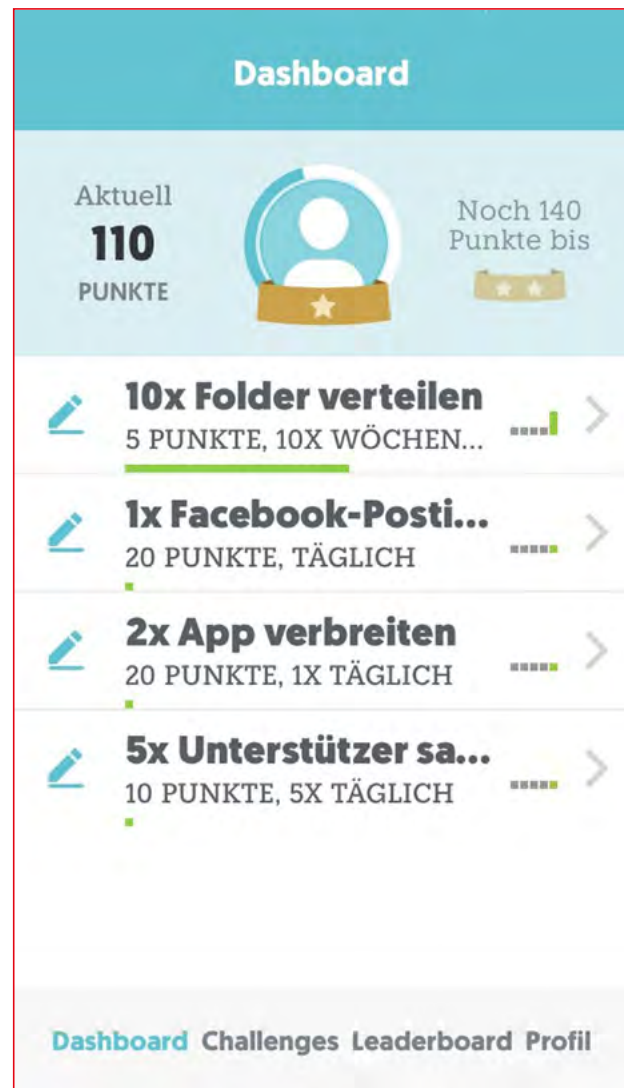 Dashboard
Aktuell
110
PUNKTE
Noch 140
Punkte bis
10x Folder verteilen
5 PUNKTE, 10X WÖCHEN...
1x Facebook-Posti...
20 PUNKTE, TÄGLICH
2x App verbreiten
20 PUNKTE, 1X TÄGLICH
5x Unterstützer sa...
10 PUNKTE, 5X TÄGLICH
Dashboard Challenges Leaderboard Profil